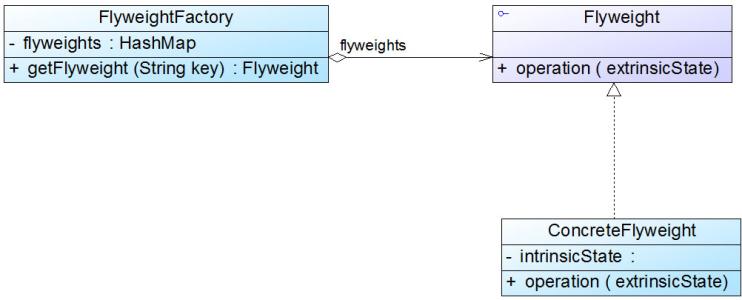 FlyweightFactory
- flyweights : HashMap
+ getFlyweight (String key) : Flyweight
flyweights
Flyweight
+ operation ( extrinsicState)
ConcreteFlyweight
- intrinsicState :
+ operation ( extrinsicState)